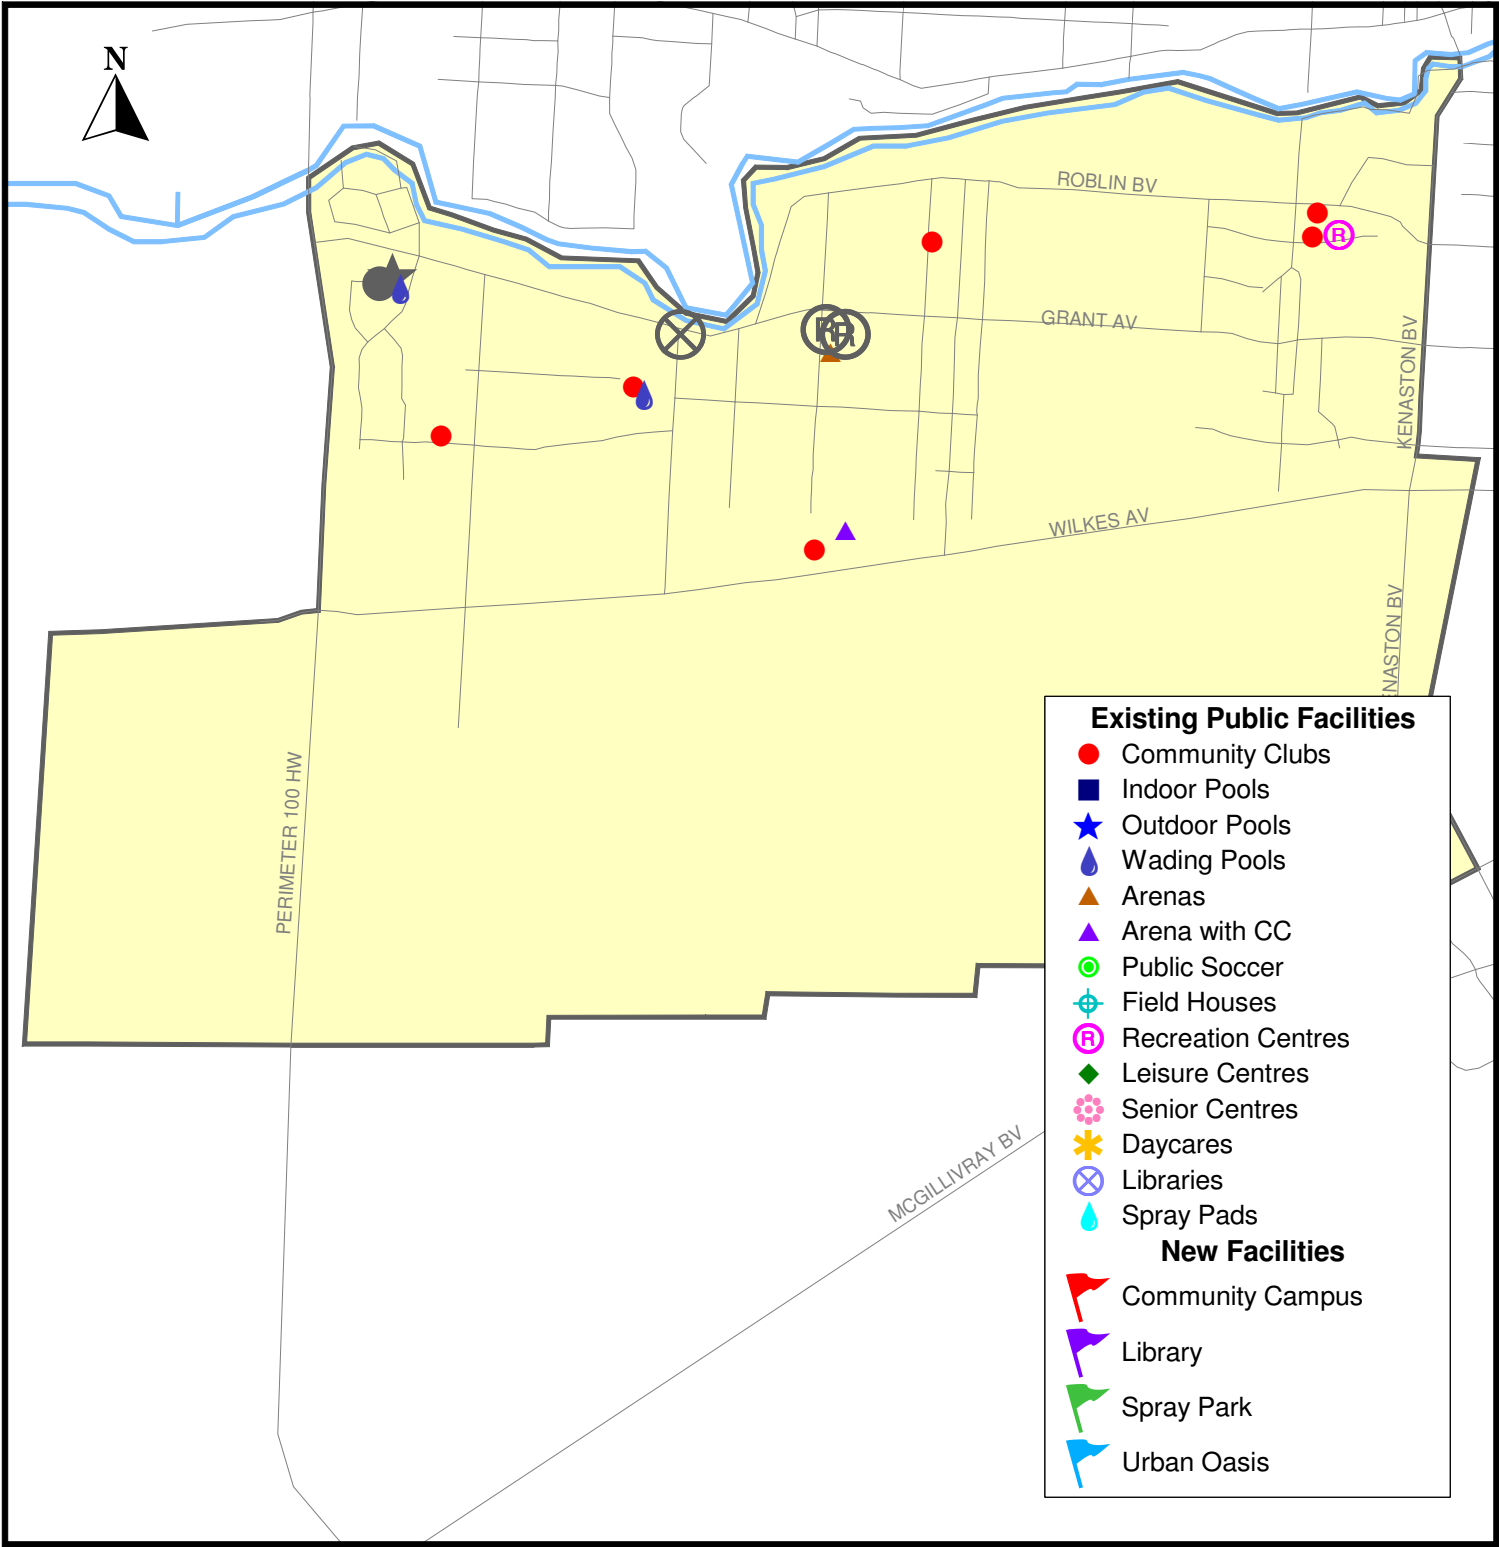 N
ROBLIN BV
R
GRANT AV
R
R
KENASTON BV
WILKES AV
ENASTON BV
PERIMETER 100 HW
MCGILLIVRAY BV
Existing Public Facilities
Community Clubs
Indoor Pools
Outdoor Pools
Wading Pools
Arenas
Arena with CC
Public Soccer
Field Houses
R Recreation Centres
Leisure Centres
Senior Centres
Daycares
Libraries
Spray Pads
New Facilities
Community Campus
Library
Spray Park
Urban Oasis